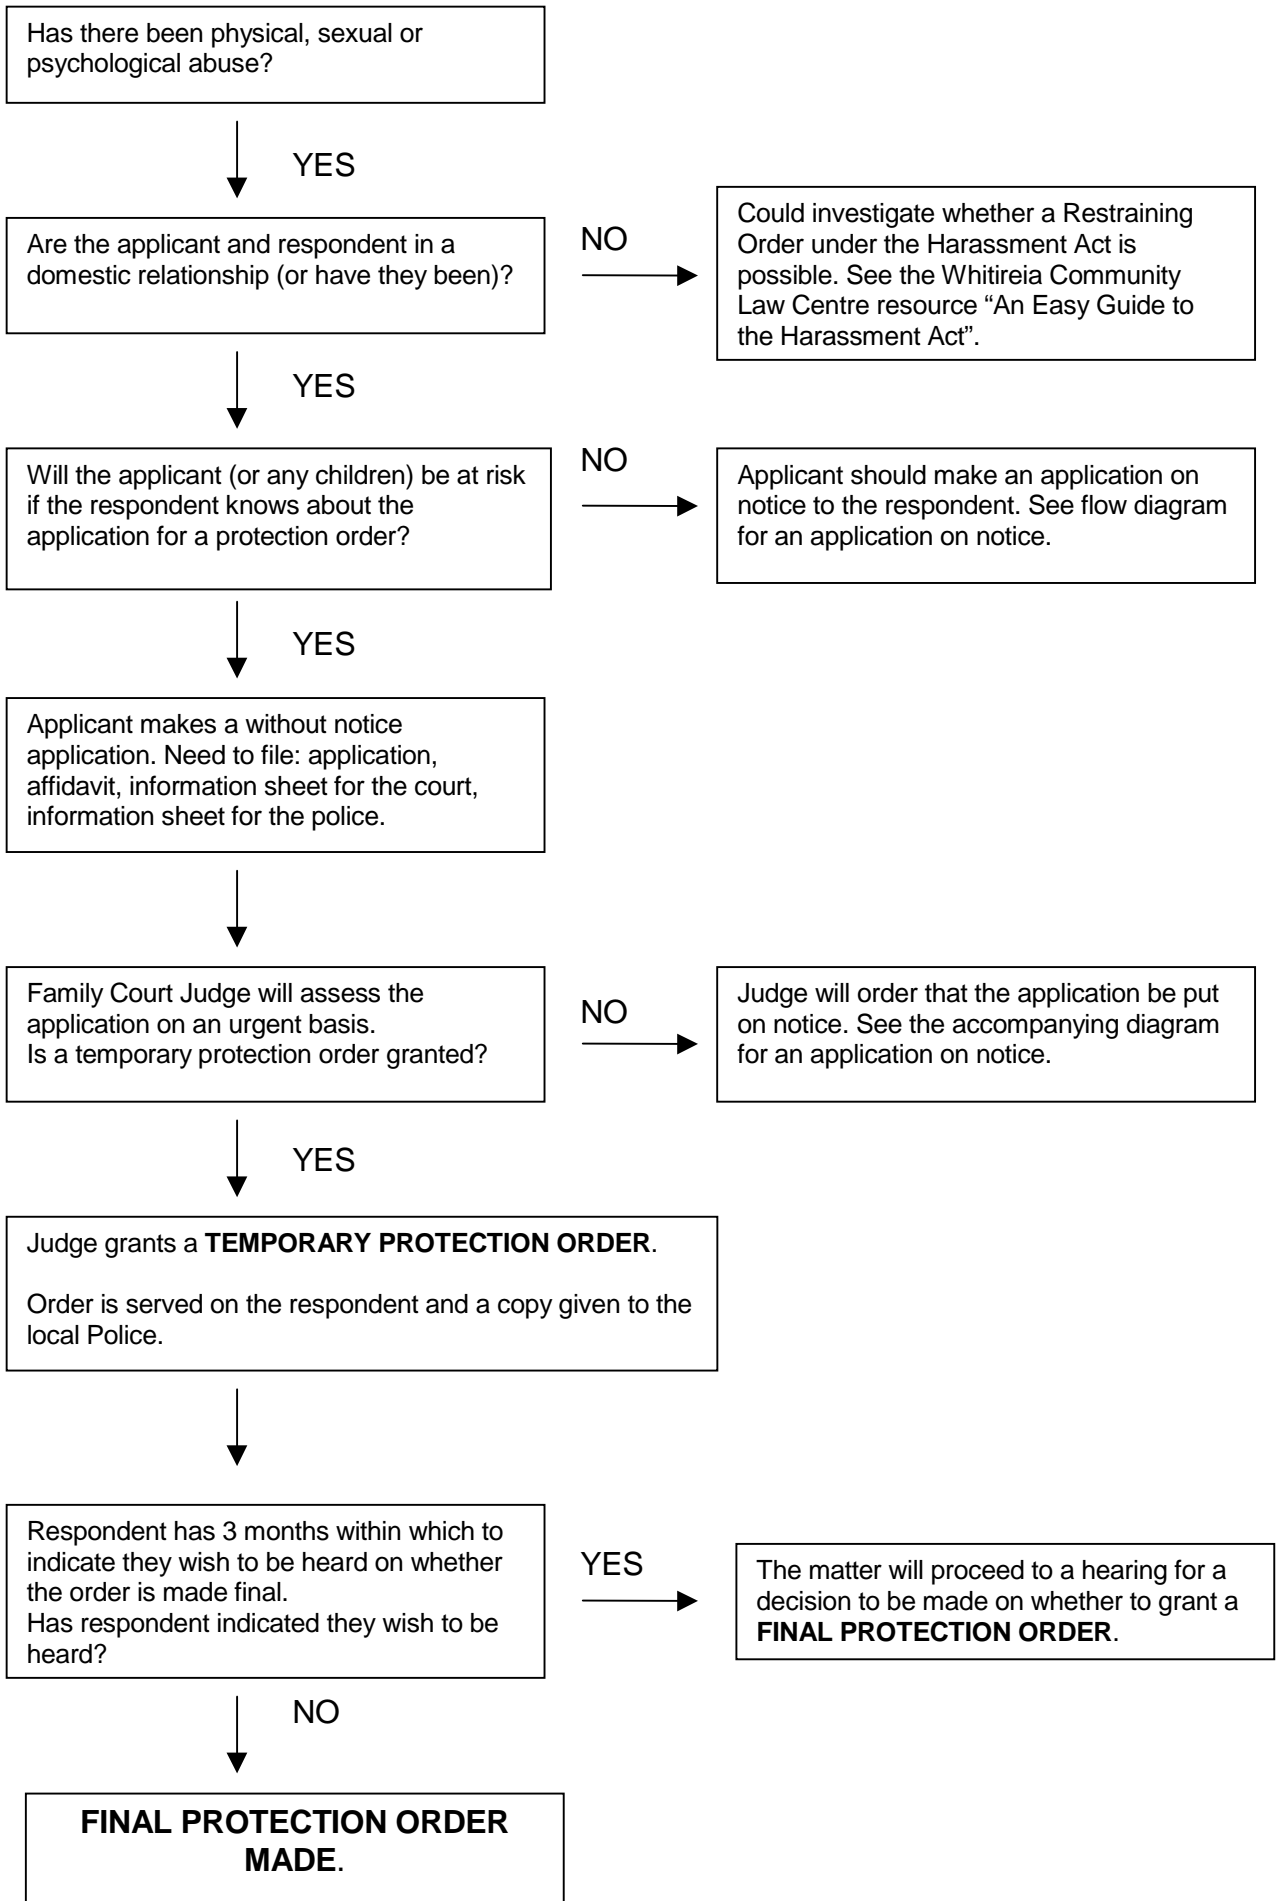 Has there been physical, sexual or
psychological abuse?
YES
Are the applicant and respondent in a
domestic relationship (or have they been)?
NO
Could investigate whether a Restraining
Order under the Harassment Act is
possible. See the Whitireia Community
Law Centre resource “An Easy Guide to
the Harassment Act”.
YES
Will the applicant (or any children) be at risk
if the respondent knows about the
application for a protection order?
NO
Applicant should make an application on
notice to the respondent. See flow diagram
for an application on notice.
YES
Applicant makes a without notice
application. Need to file: application,
affidavit, information sheet for the court,
information sheet for the police.
Family Court Judge will assess the
application on an urgent basis.
Is a temporary protection order granted?
NO
Judge will order that the application be put
on notice. See the accompanying diagram
for an application on notice.
YES
Judge grants a TEMPORARY PROTECTION ORDER.
Order is served on the respondent and a copy given to the
local Police.
Respondent has 3 months within which to
indicate they wish to be heard on whether
the order is made final.
Has respondent indicated they wish to be
heard?
YES
The matter will proceed to a hearing for a
decision to be made on whether to grant a
FINAL PROTECTION ORDER.
NO
FINAL PROTECTION ORDER
MADE.